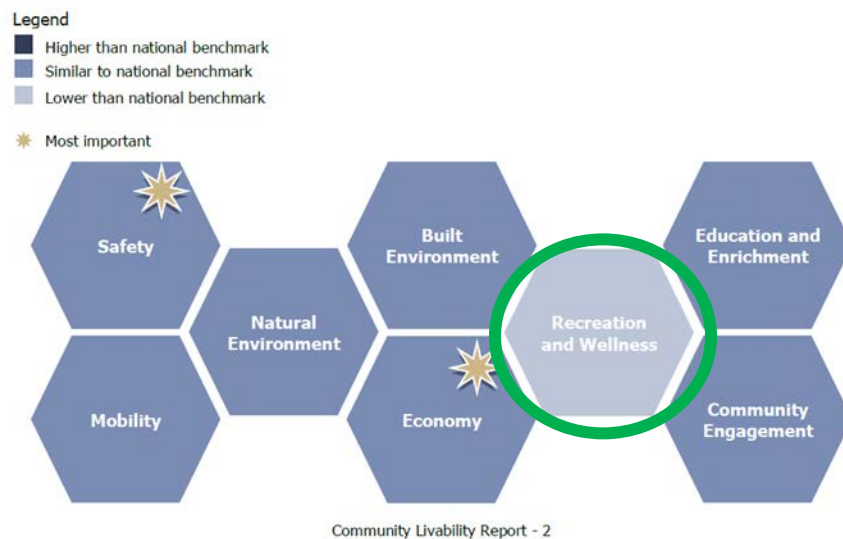 Legend
Higher than national benchmark
Similar to national benchmark
Lower than national benchmark
Most important
Safety
Built
Environment
Education and
Enrichment
Natural
Environment
Recreation
and Wellness
Mobility
Economy
Community
Engagement
Community Livability Report - 2